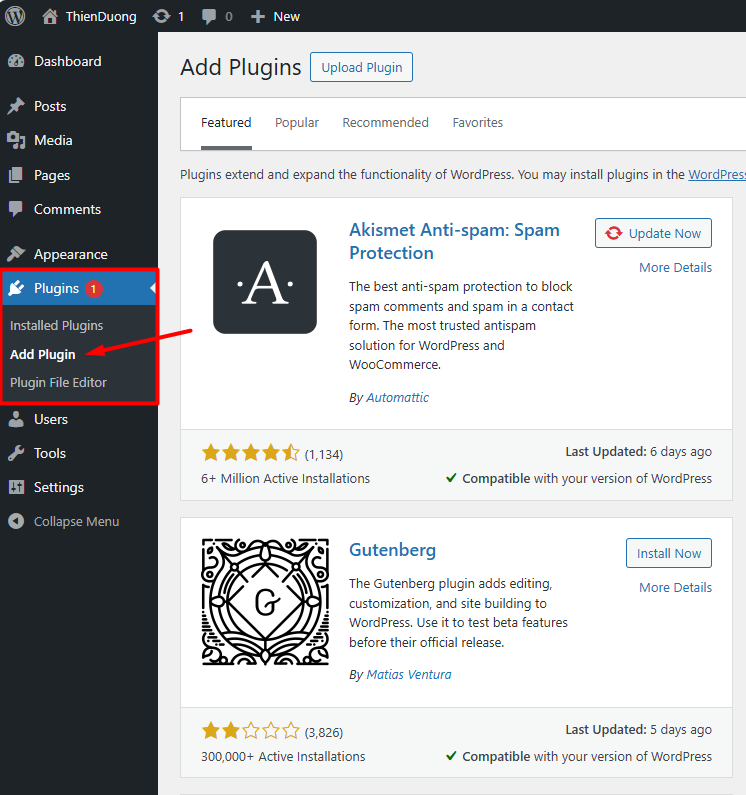 ThienDuong 1 0 New
Dashboard
Posts
Media
Pages
Comments
Appearance
Plugins 1
Installed Plugins
Add Plugin
Plugin File Editor
Users
Tools
Settings
Collapse Menu
Add Plugins Upload Plugin
Featured Popular Recommended Favorites
Plugins extend and expand the functionality of WordPress. You may install plugins in the WordPress
A
Akismet Anti-spam: Spam
Protection
Update Now
More Details
The best anti-spam protection to block
spam comments and spam in a contact
form. The most trusted antispam
solution for WordPress and
WooCommerce.
By Automattic
(1,134)
6+ Million Active Installations
Last Updated: 6 days ago
Compatible with your version of WordPress
G
Gutenberg
Install Now
More Details
The Gutenberg plugin adds editing,
customization, and site building to
WordPress. Use it to test beta features
before their official release.
By Matias Ventura
(3,826)
300,000+ Active Installations
Last Updated: 5 days ago
Compatible with your version of WordPress